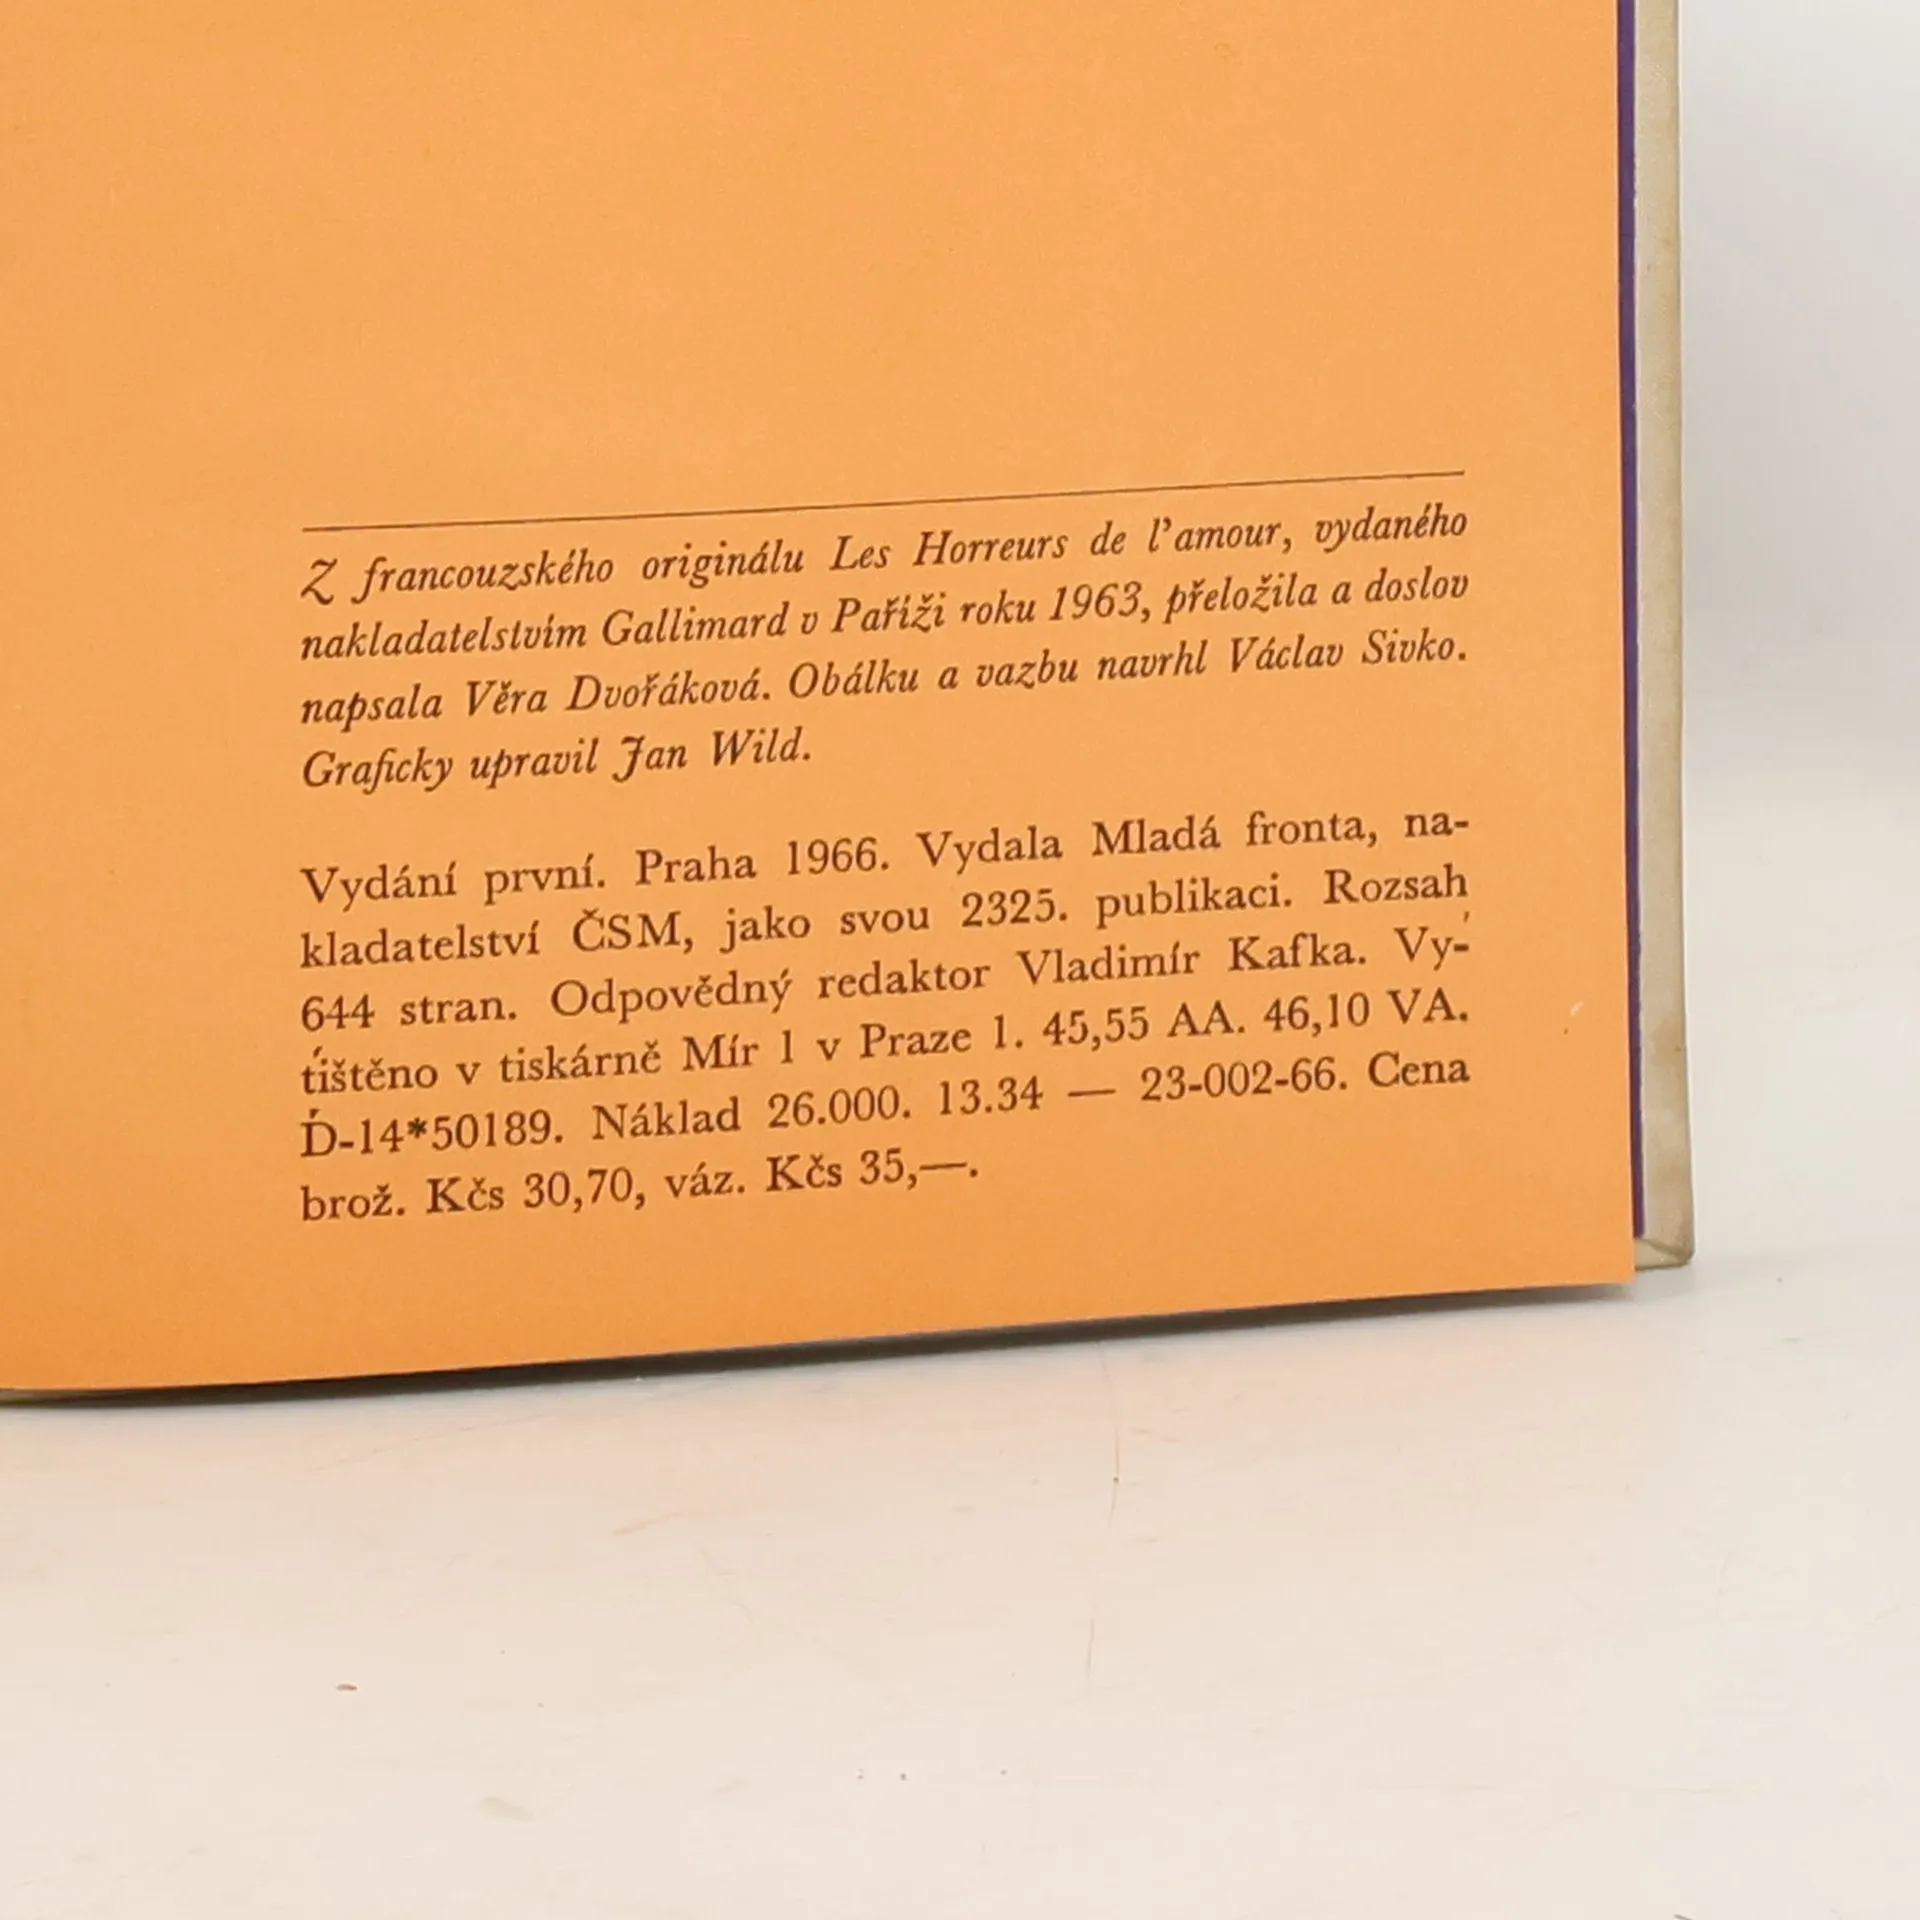 Z francouzského originálu Les Horreurs de l'amour, vydaného
nakladatelstvím Gallimard v Paříži roku 1963, přeložila a doslov
napsala Věra Dvořáková. Obálku a vazbu navrhl Václav Sivko.
Graficky upravil Jan Wild.
Vydání první. Praha 1966. Vydala Mladá fronta, na-
kladatelství ČSM, jako svou 2325. publikaci. Rozsah
644 stran. Odpovědný redaktor Vladimír Kafka. Vy-
tištěno v tiskárně Mír 1 v Praze 1. 45,55 AA. 46,10 VA.
D-14*50189. Náklad 26.000. 13.34 — 23-002-66. Cena
brož. Kčs 30,70, váz. Kčs 35,—.